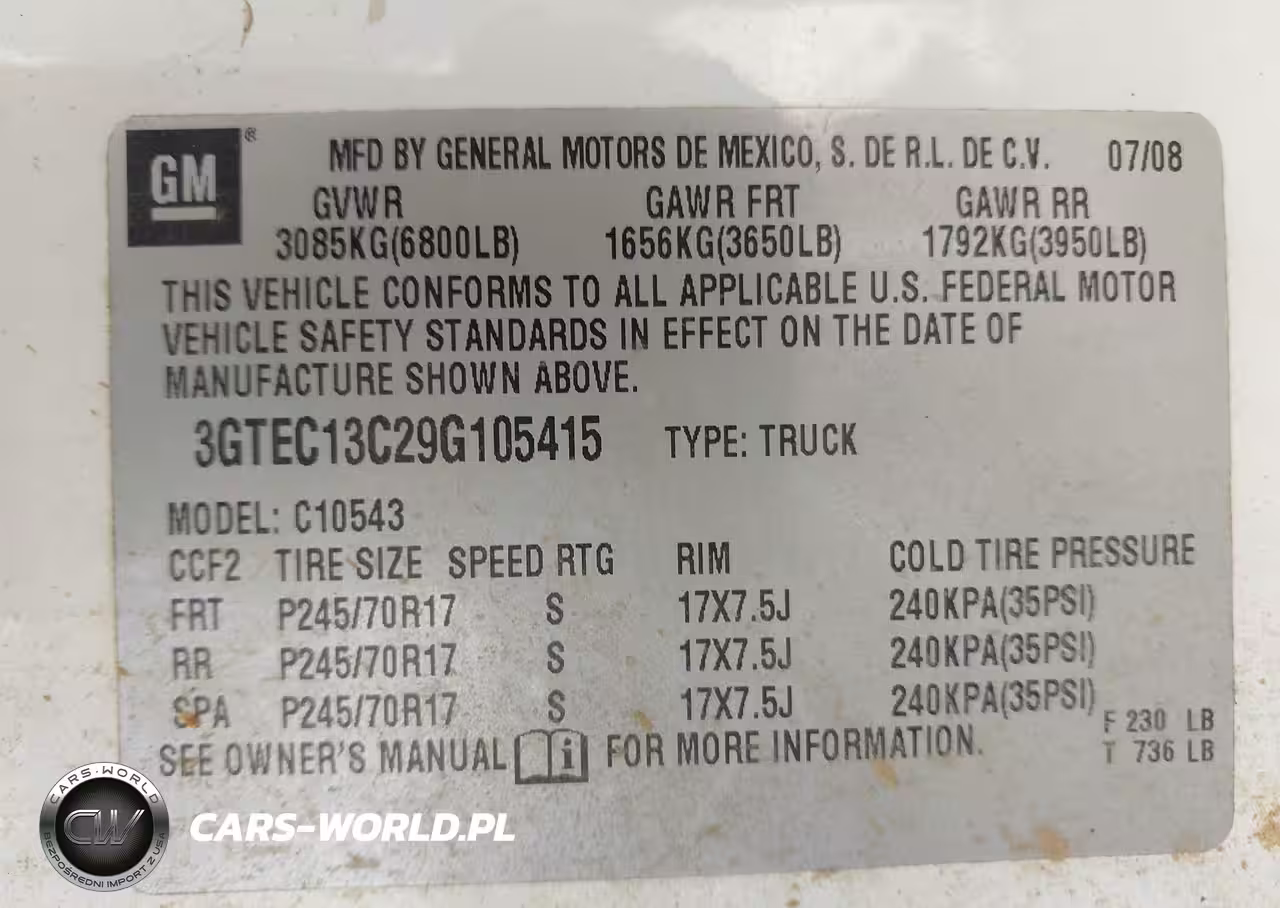 GM® MFD BY GENERAL MOTORS DE MEXICO, S. DE R.L. DE C.V. 07/08
GVWR GAWR FRT GAWR RR
3085KG(6800LB) 1656KG(3650LB) 1792KG(3950LB)
THIS VEHICLE CONFORMS TO ALL APPLICABLE U.S. FEDERAL MOTOR
VEHICLE SAFETY STANDARDS IN EFFECT ON THE DATE OF
MANUFACTURE SHOWN ABOVE.
3GTEC13C29G105415 TYPE: TRUCK
MODEL: C10543
CCF2 TIRE SIZE SPEED RTG RIM COLD TIRE PRESSURE
FRT P245/70R17 S 17X7.5J 240KPA(35PSI)
RR P245/70R17 S 17X7.5J 240KPA(35PSI)
SPA P245/70R17 S 17X7.5J 240KPA(35PSI)
F 230 LB
SEE OWNER'S MANUAL i FOR MORE INFORMATION.
T 736 LB
CARS-WORLD
CW
BEZPOŚREDNI IMPORT Z USA
CARS-WORLD.PL